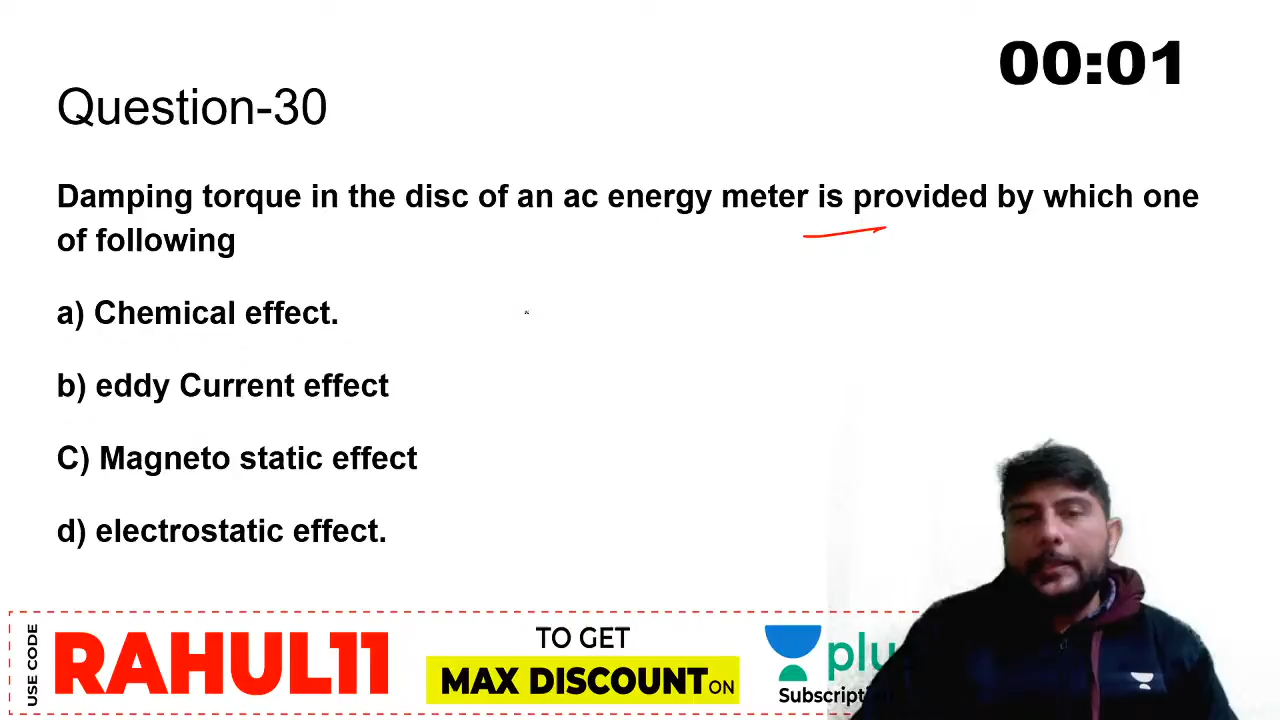 00:01
Question-30
Damping torque in the disc of an ac energy meter is provided by which one
of following
a) Chemical effect.
b) eddy Current effect
C) Magneto static effect
d) electrostatic effect.
USE CODE
RAHUL11
TO GET
MAX DISCOUNT ON